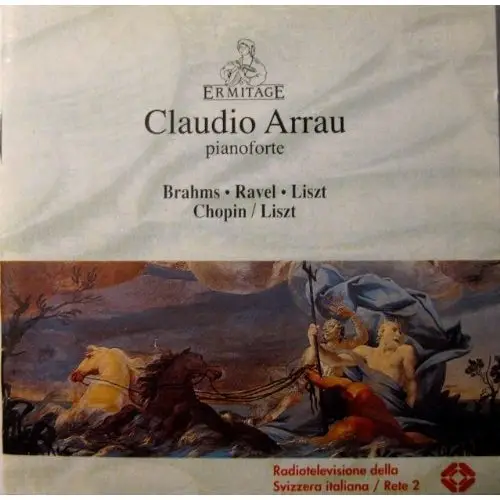 ERMITAGE
Claudio Arrau
pianoforte
Brahms • Ravel • Liszt
Chopin / Liszt
Radiotelevisione della
Svizzera italiana / Rete 2